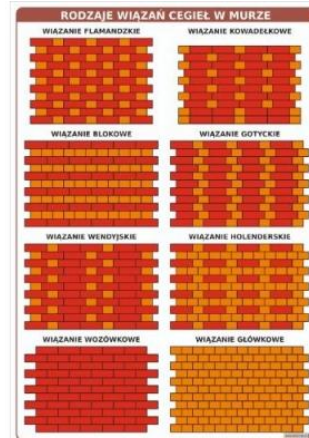 RODZAJE WIĄZAŃ CEGIEŁ W MURZE
WIĄZANIE FLAMANDZKIE
WIĄZANIE KOWADEŁKOWE
WIĄZANIE BLOKOWE
WIĄZANIE GOTYCKIE
WIĄZANIE WENDYJSKIE
WIĄZANIE HOLENDERSKIE
WIĄZANIE WOZÓWKOWE
WIĄZANIE GŁÓWKOWE